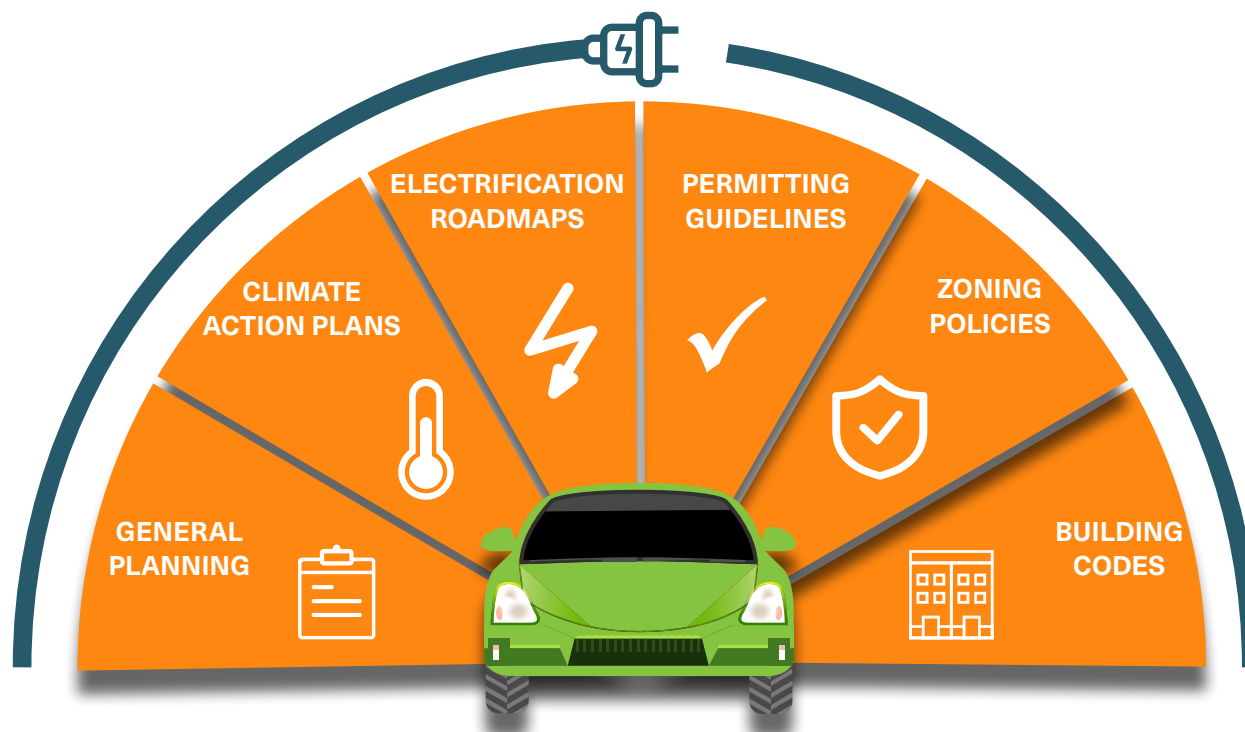 GENERAL
PLANNING
CLIMATE
ACTION PLANS
ELECTRIFICATION
ROADMAPS
PERMITTING
GUIDELINES
ZONING
POLICIES
BUILDING
CODES